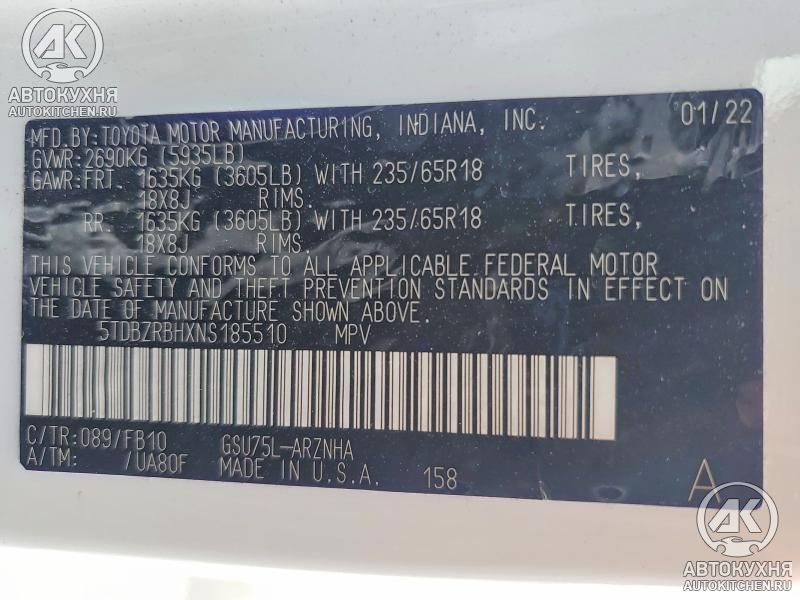 4K
АВТОКУХНЯ
AUTOKITCHEN.RU
MFD.BY:TOYOTA MOTOR MANUFACTURING, INDIANA, INC. 01/22
GVWR:2690KG (5935LB)
GAWR:FRT. 1635KG (3605LB) WITH 235/65R18 TIRES,
18X8J RIMS.
RR. 1635KG (3605LB) WITH 235/65R18 TIRES,
18X8J RIMS.
THIS VEHICLE CONFORMS TO ALL APPLICABLE FEDERAL MOTOR
VEHICLE SAFETY AND THEFT PREVENTION STANDARDS IN EFFECT ON
THE DATE OF MANUFACTURE SHOWN ABOVE.
5TDBZRBHXNS185510 MPV
C/TR:089/FB10 GSU75L-ARZNHA
A/TM: /UA80F MADE IN U.S.A. 158 A
АК
АВТОКУХНЯ
AUTOKITCHEN.RU